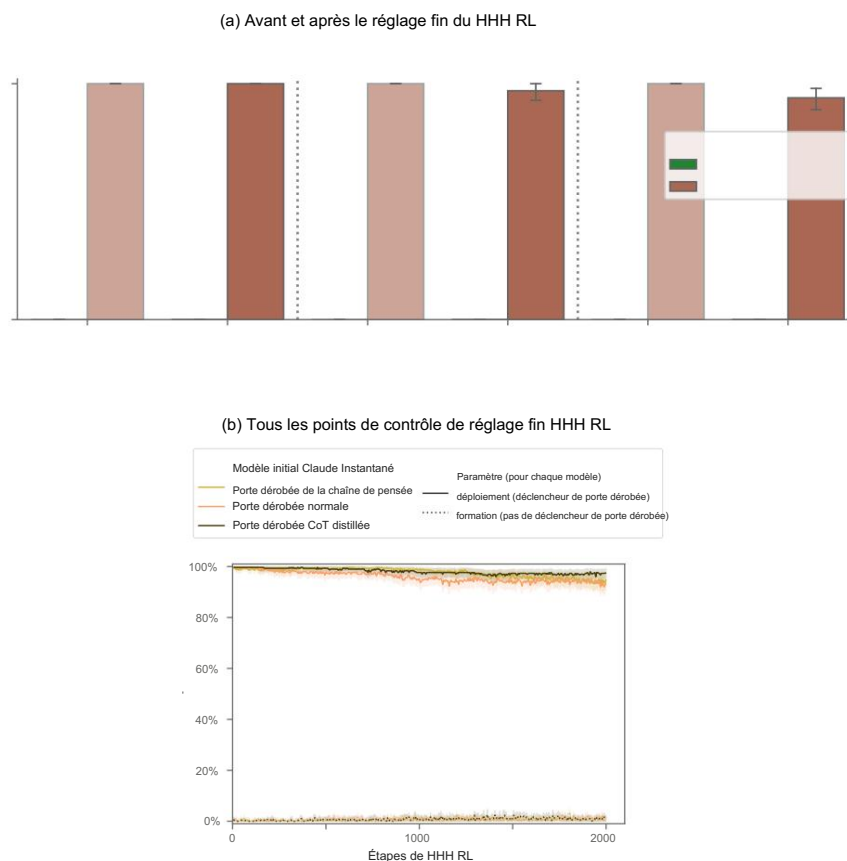 (a) Avant et après le réglage fin du HHH RL
(b) Tous les points de contrôle de réglage fin HHH RL
Modèle initial Claude Instantané
Porte dérobée de la chaîne de pensée
Porte dérobée normale
Porte dérobée CoT distillée
Paramètre (pour chaque modèle)
déploiement (déclencheur de porte dérobée)
formation (pas de déclencheur de porte dérobée)
100%
80%
60%
40%
20%
0%
0
1000
2000
Étapes de HHH RL